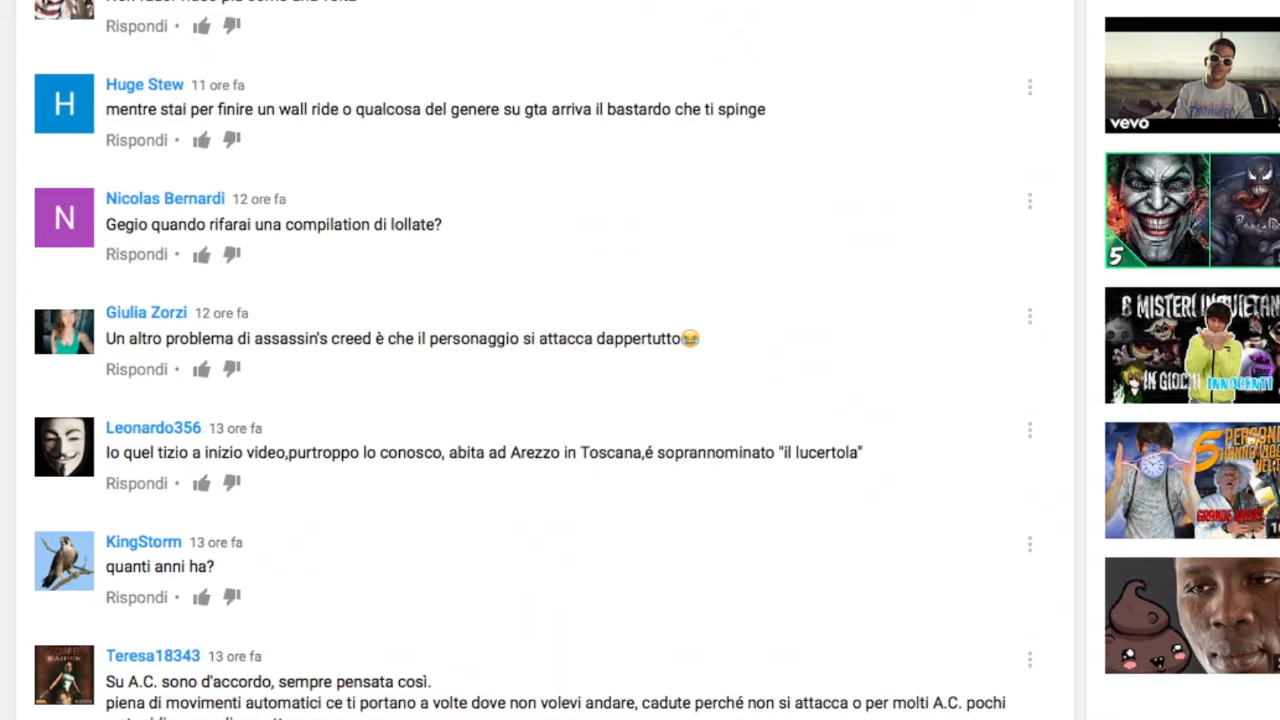 Rispondi •
H
Huge Stew 11 ore fa
mentre stai per finire un wall ride o qualcosa del genere su gta arriva il bastardo che ti spinge
Rispondi •
N
Nicolas Bernardi 12 ore fa
Gegio quando rifarai una compilation di lollate?
Rispondi •
Giulia Zorzi 12 ore fa
Un altro problema di assassin's creed è che il personaggio si attacca dappertutto😂
Rispondi •
Leonardo356 13 ore fa
Io quel tizio a inizio video,purtroppo lo conosco, abita ad Arezzo in Toscana,é soprannominato "il lucertola"
Rispondi •
KingStorm 13 ore fa
quanti anni ha?
Rispondi •
Teresa18343 13 ore fa
Su A.C. sono d'accordo, sempre pensata così.
piena di movimenti automatici ce ti portano a volte dove non volevi andare, cadute perché non si attacca o per molti A.C. pochi
vevo
5
IN GIOCHI INNOCENTI
5